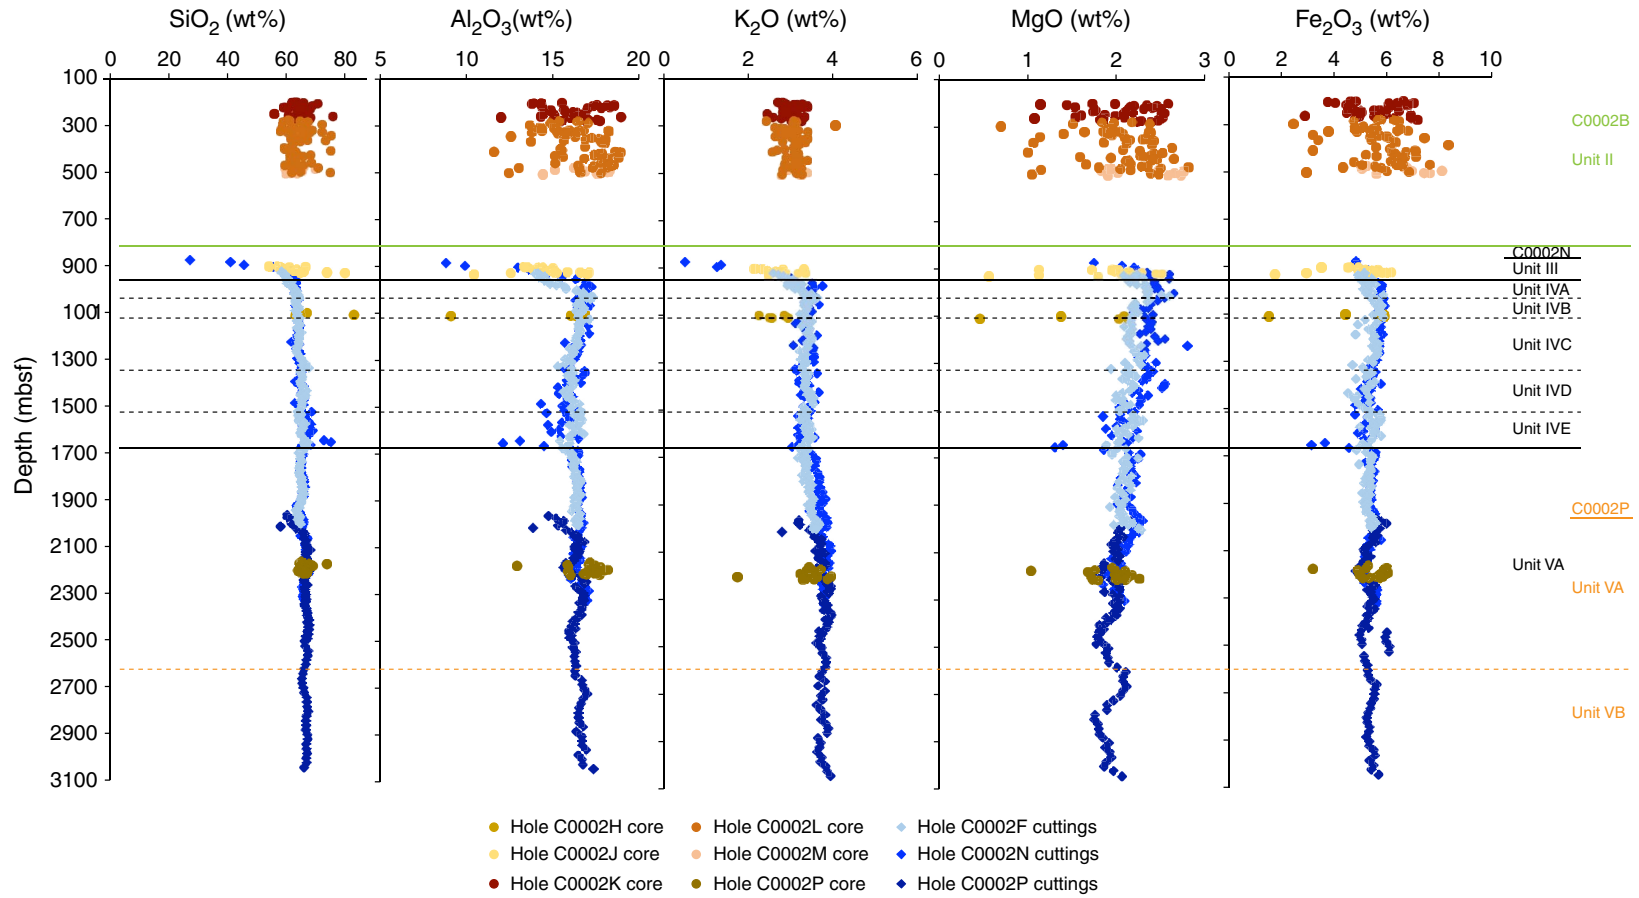 SiO2 (wt%) Al2O3(wt%) K2O (wt%) MgO (wt%) Fe2O3 (wt%)
0 20 40 60 80 5 10 15 20 0 2 4 6 0 1 2 3 0 2 4 6 8 10
100
300
C0002B
Unit II
500
700
C0002N
900
Unit III
Unit IVA
1100
Unit IVB
1300
Unit IVC
Unit IVD
1500
Unit IVE
1700
Depth (mbsf)
1900
C0002P
2100
Unit VA
2300
Unit VA
2500
2700
Unit VB
2900
3100
Hole C0002H core Hole C0002L core Hole C0002F cuttings
Hole C0002J core Hole C0002M core Hole C0002N cuttings
Hole C0002K core Hole C0002P core Hole C0002P cuttings